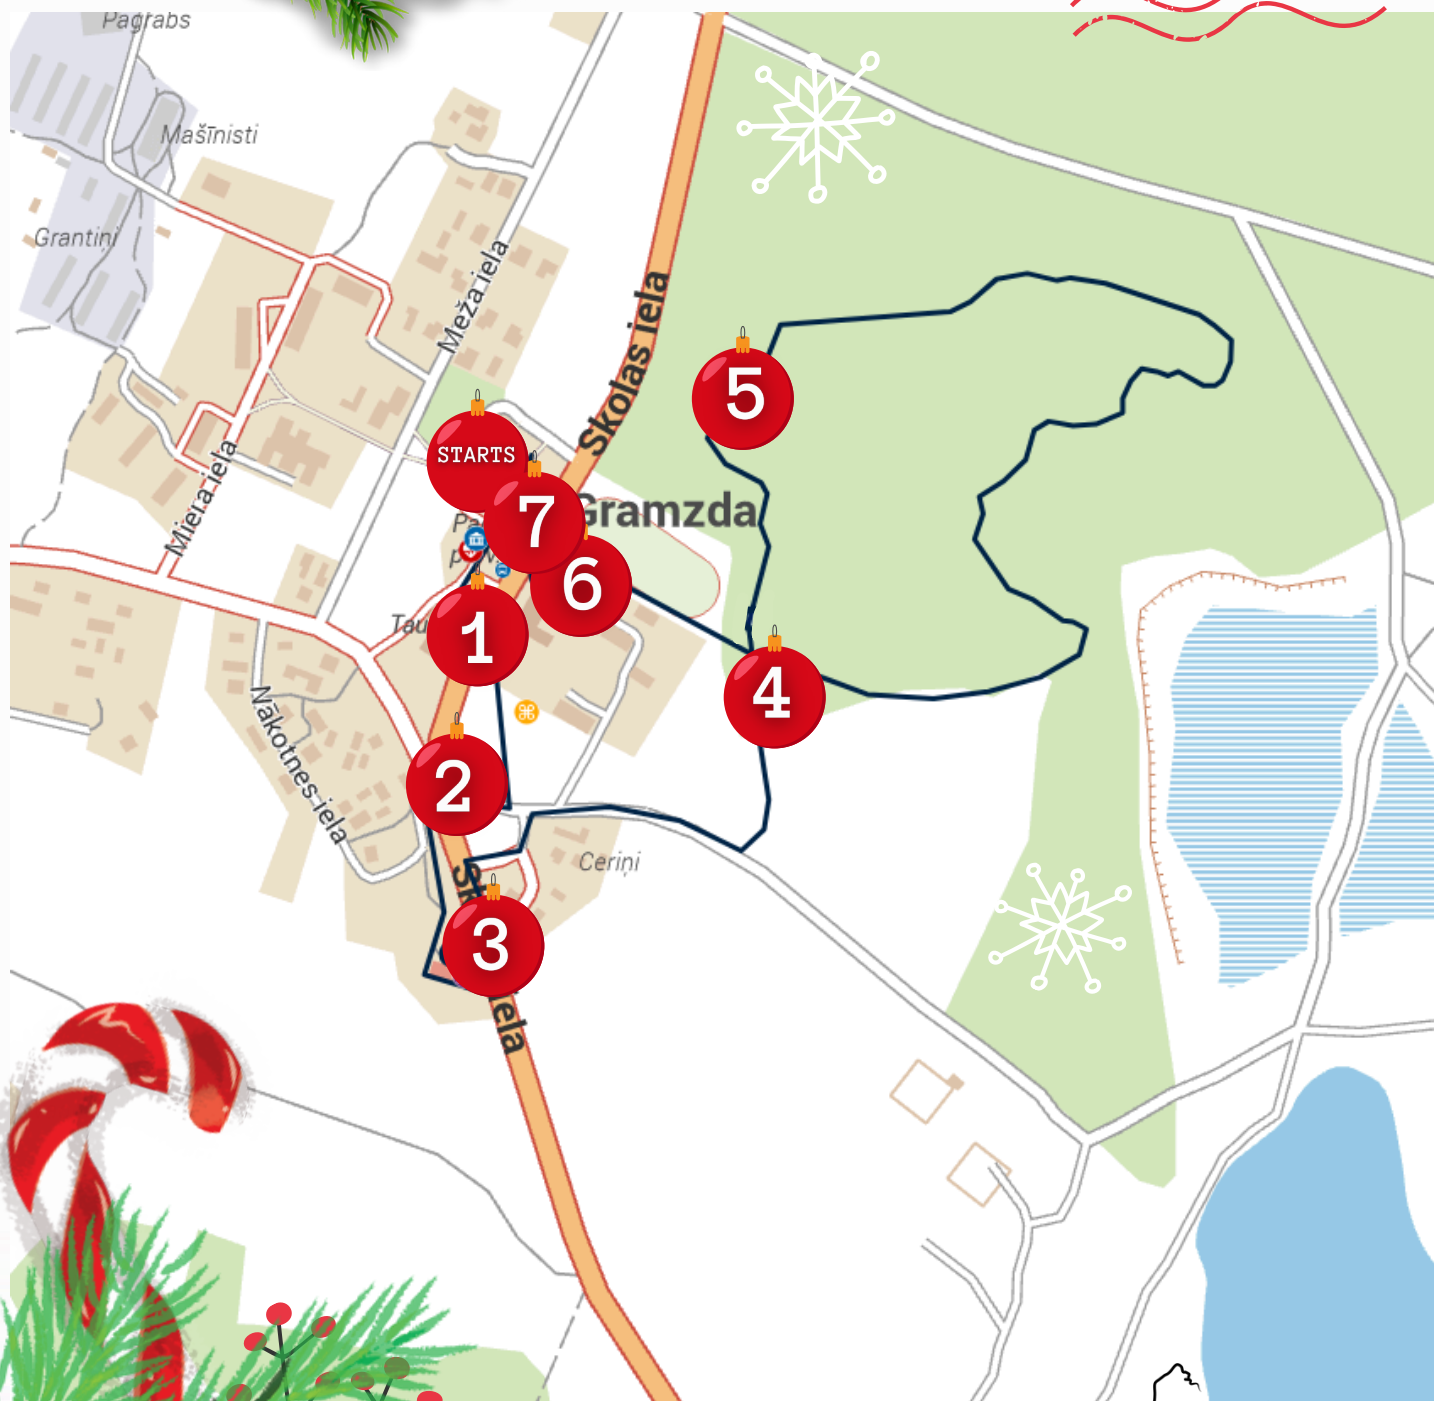 Pagrabs
Mašīnisti
Grantiņi
Meža iela
Skolas iela
5
STARTS
Miera iela
7
Gramzda
6
Tau
1
4
Nākotnes iela
2
Ceriņi
3
iela